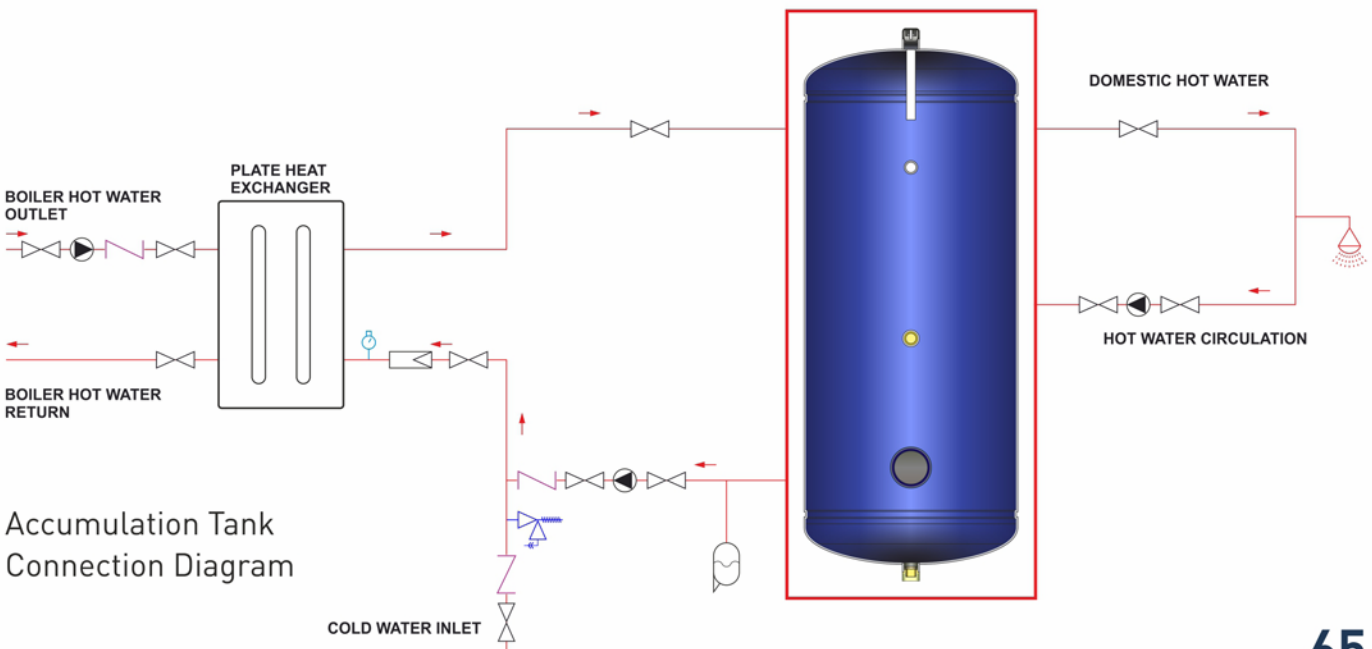 DOMESTIC HOT WATER
PLATE HEAT
EXCHANGER
BOILER HOT WATER
OUTLET
HOT WATER CIRCULATION
BOILER HOT WATER
RETURN
Accumulation Tank
Connection Diagram
COLD WATER INLET
65